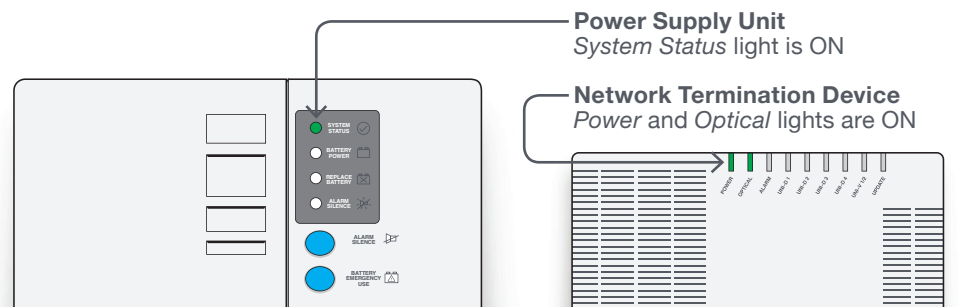 Power Supply Unit
System Status light is ON
Network Termination Device
Power and Optical lights are ON
SYSTEM
STATUS
BATTERY
POWER
REPLACE
BATTERY
ALARM
SILENCE
ALARM
SILENCE
BATTERY
EMERGENCY
USE
POWER
OPTICAL
ALARM
UNI-D 1
UNI-D 2
UNI-D 3
UNI-D 4
UNI-V 1/2
UPDATE